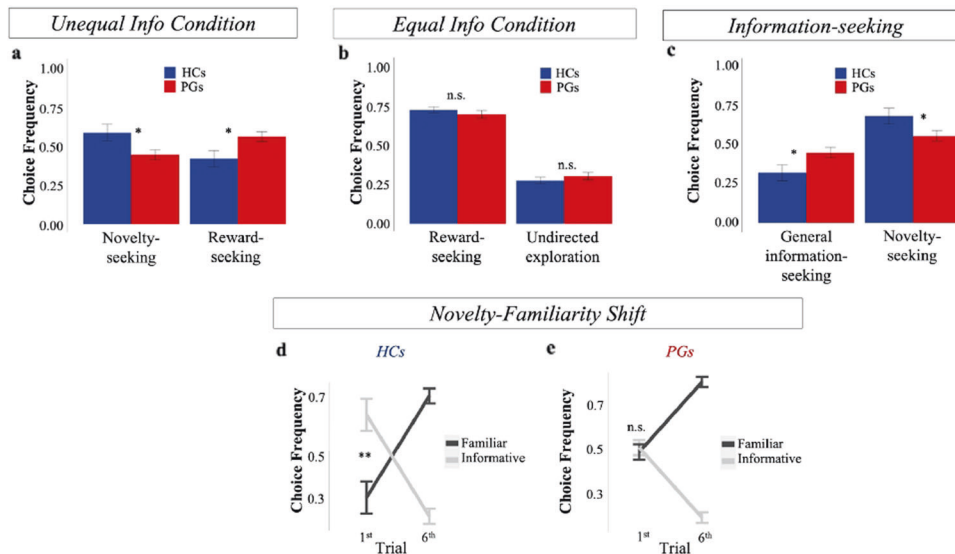 Unequal Info Condition
Equal Info Condition
Information-seeking
a
HCs
PGs
Choice Frequency
1.00
0.75
0.50
0.25
0.00
*
*
Novelty-
seeking
Reward-
seeking
b
HCs
PGs
Choice Frequency
1.00
0.75
0.50
0.25
0.00
n.s.
n.s.
Reward-
seeking
Undirected
exploration
c
HCs
PGs
Choice Frequency
1.00
0.75
0.50
0.25
0.00
*
*
General
information-
seeking
Novelty-
seeking
Novelty-Familiarity Shift
d
HCs
Choice Frequency
0.7
0.5
0.3
**
Familiar
Informative
1st
6th
Trial
e
PGs
Choice Frequency
0.7
0.5
0.3
n.s.
Familiar
Informative
1st
6th
Trial